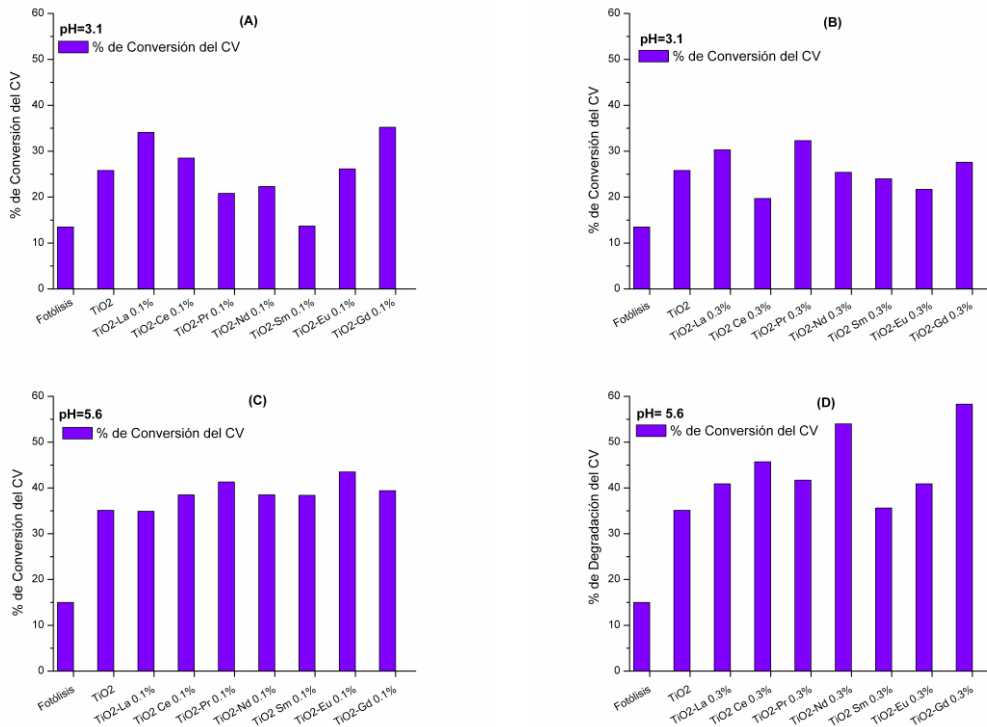 (A)
pH=3.1
% de Conversión del CV
% de Conversión del CV
60
50
40
30
20
10
0
Fotólisis
TiO2
TiO2-La 0.1%
TiO2-Ce 0.1%
TiO2-Pr 0.1%
TiO2-Nd 0.1%
TiO2-Sm 0.1%
TiO2-Eu 0.1%
TiO2-Gd 0.1%
(B)
pH=3.1
% de Conversión del CV
% de Conversión del CV
60
50
40
30
20
10
0
Fotólisis
TiO2
TiO2-La 0.3%
TiO2 Ce 0.3%
TiO2-Pr 0.3%
TiO2-Nd 0.3%
TiO2 Sm 0.3%
TiO2-Eu 0.3%
TiO2-Gd 0.3%
(C)
pH=5.6
% de Conversión del CV
% de Conversión del CV
60
50
40
30
20
10
0
Fotólisis
TiO2
TiO2-La 0.1%
TiO2 Ce 0.1%
TiO2-Pr 0.1%
TiO2-Nd 0.1%
TiO2 Sm 0.1%
TiO2-Eu 0.1%
TiO2-Gd 0.1%
(D)
pH= 5.6
% de Conversión del CV
% de Degradación del CV
60
50
40
30
20
10
0
Fotólisis
TiO2
TiO2-La 0.3%
TiO2 Ce 0.3%
TiO2-Pr 0.3%
TiO2-Nd 0.3%
TiO2 Sm 0.3%
TiO2-Eu 0.3%
TiO2-Gd 0.3%